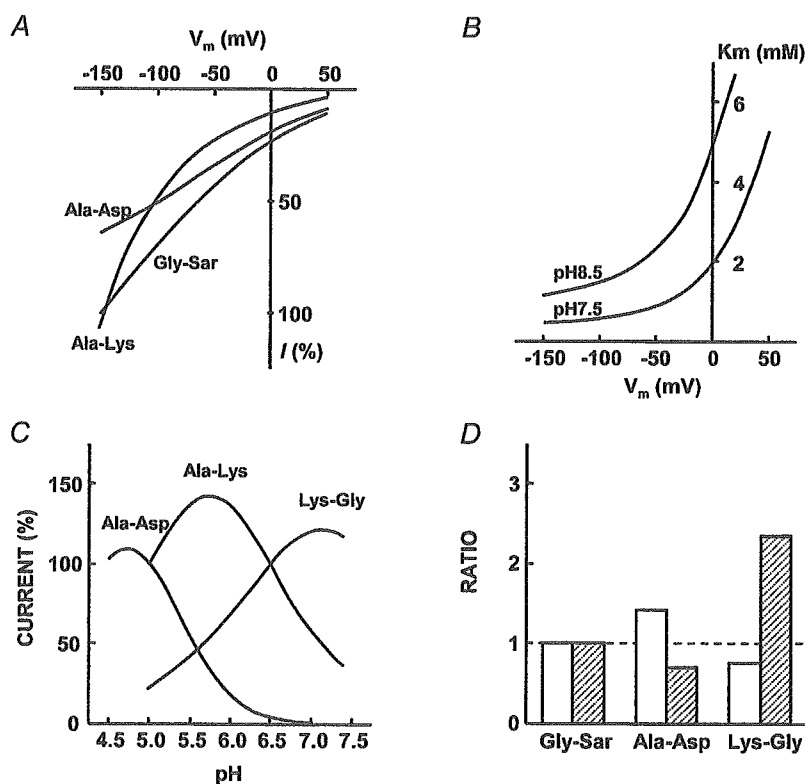 A
V_m (mV)
-150 -100 -50 0 50
Ala-Asp
50
Gly-Sar
100
Ala-Lys
I (%)
B
Km (mM)
6
4
pH8.5
2
pH7.5
-150 -100 -50 0 50
V_m (mV)
C
150
Ala-Lys
Lys-Gly
Ala-Asp
100
CURRENT (%)
50
0
4.5 5.0 5.5 6.0 6.5 7.0 7.5
pH
D
3
2
RATIO
1
0
Gly-Sar Ala-Asp Lys-Gly